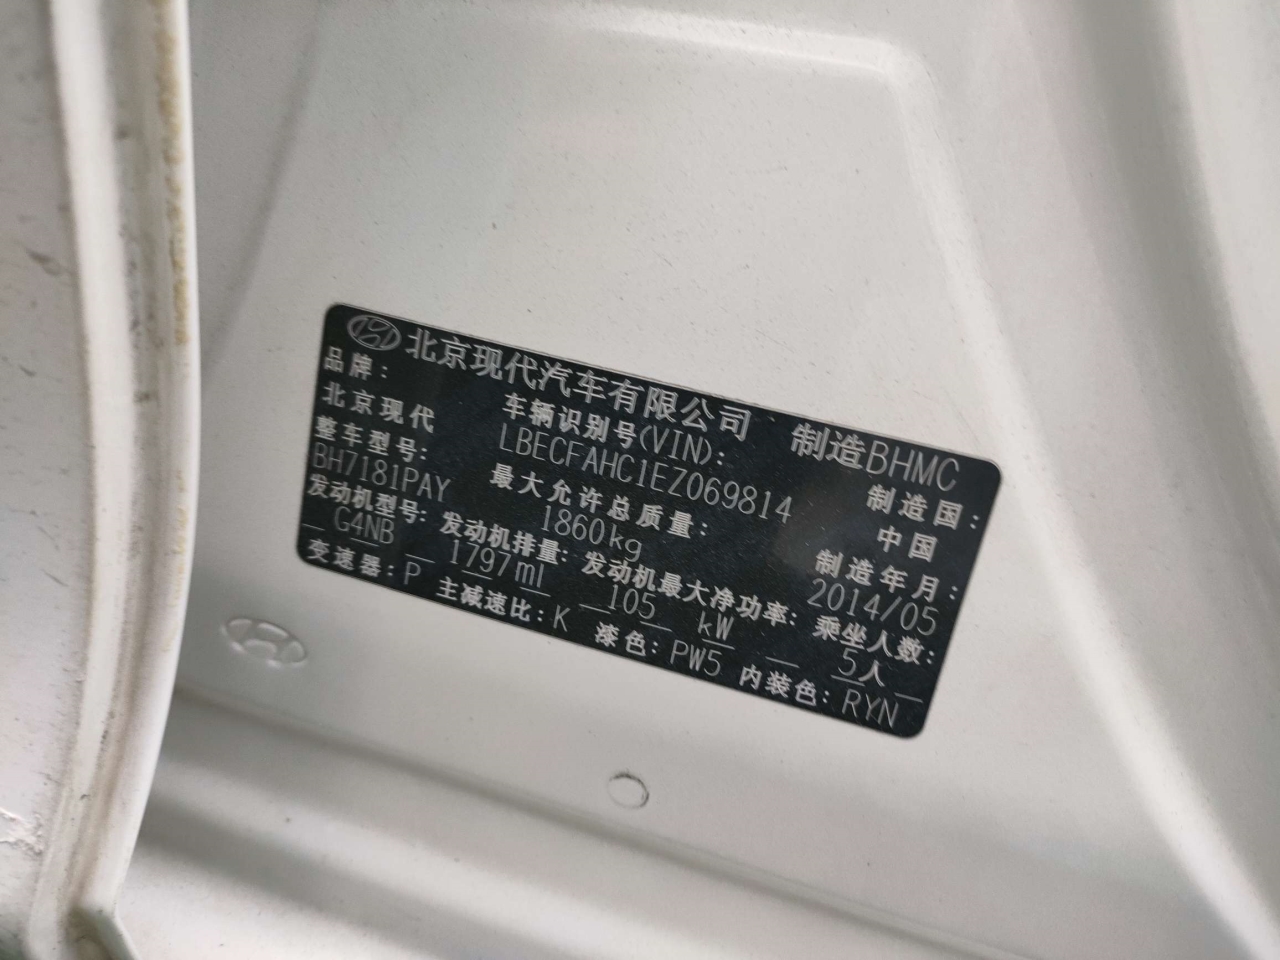 北京现代汽车有限公司 制造BHMC
品牌: 车辆识别号(VIN): 制造国:
北京现代 LBECFAHC1EZ069814 中国
整车型号: 最大允许总质量: 制造年月:
BH7181PAY 1860kg 2014/05
发动机型号: 发动机排量: 发动机最大净功率: 乘坐人数:
G4NB 1797ml 105 kW 5人
变速器: P 主减速比: K 漆色: PW5 内装色: RYN